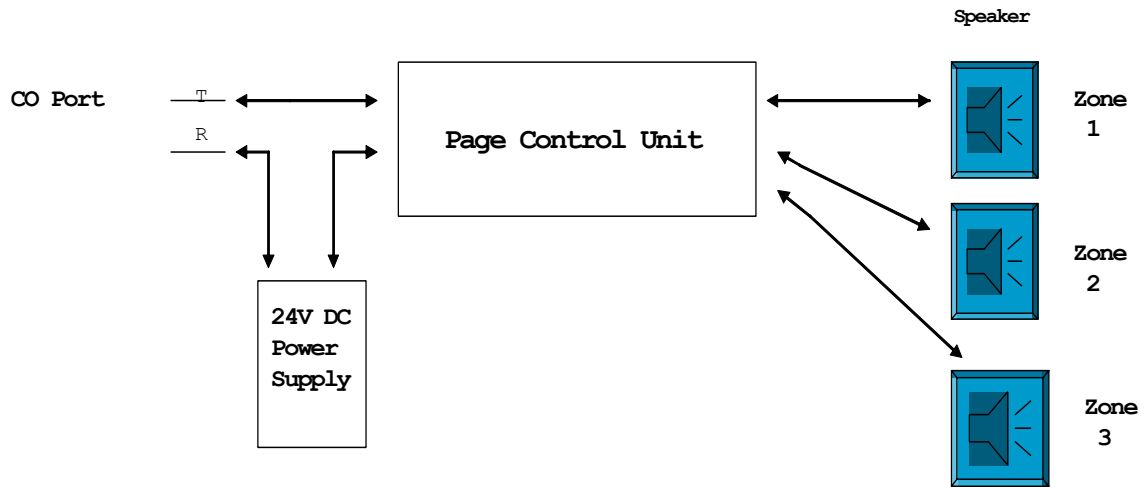 Speaker
CO Port
T
R
Page Control Unit
Zone
1
Zone
2
24V DC
Power
Supply
Zone
3